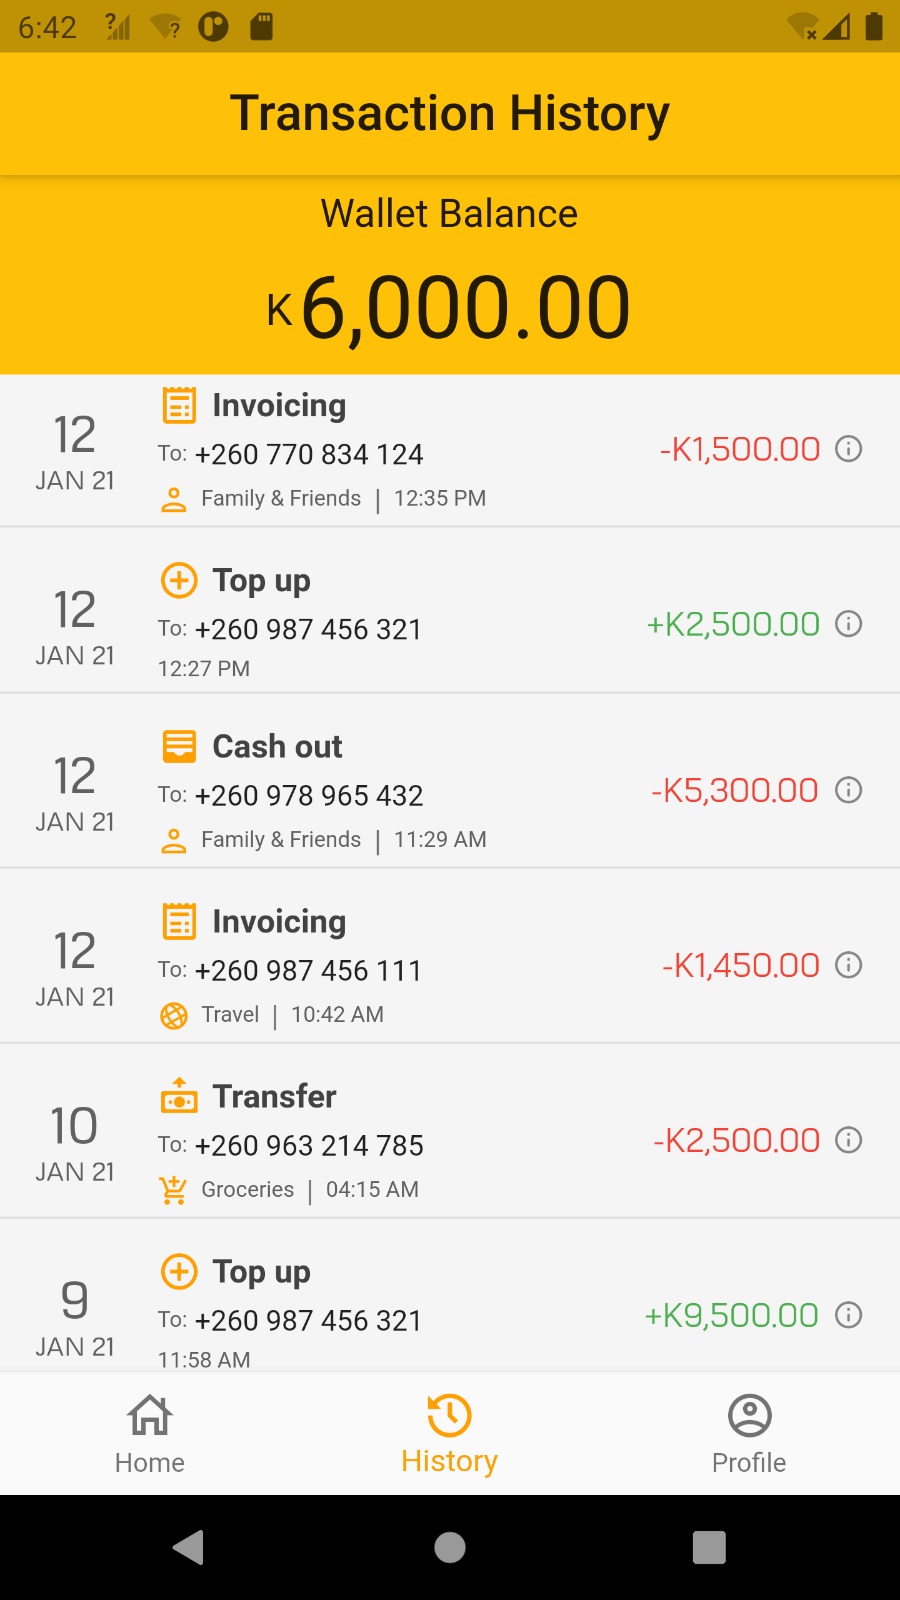 6:42
Transaction History
Wallet Balance
K6,000.00
Invoicing
12
JAN 21
To: +260 770 834 124
-K1,500.00
Family & Friends | 12:35 PM
Top up
12
JAN 21
To: +260 987 456 321
+K2,500.00
12:27 PM
Cash out
12
JAN 21
To: +260 978 965 432
-K5,300.00
Family & Friends | 11:29 AM
Invoicing
12
JAN 21
To: +260 987 456 111
-K1,450.00
Travel | 10:42 AM
Transfer
10
JAN 21
To: +260 963 214 785
-K2,500.00
Groceries | 04:15 AM
Top up
9
JAN 21
To: +260 987 456 321
+K9,500.00
11:58 AM
Home
History
Profile